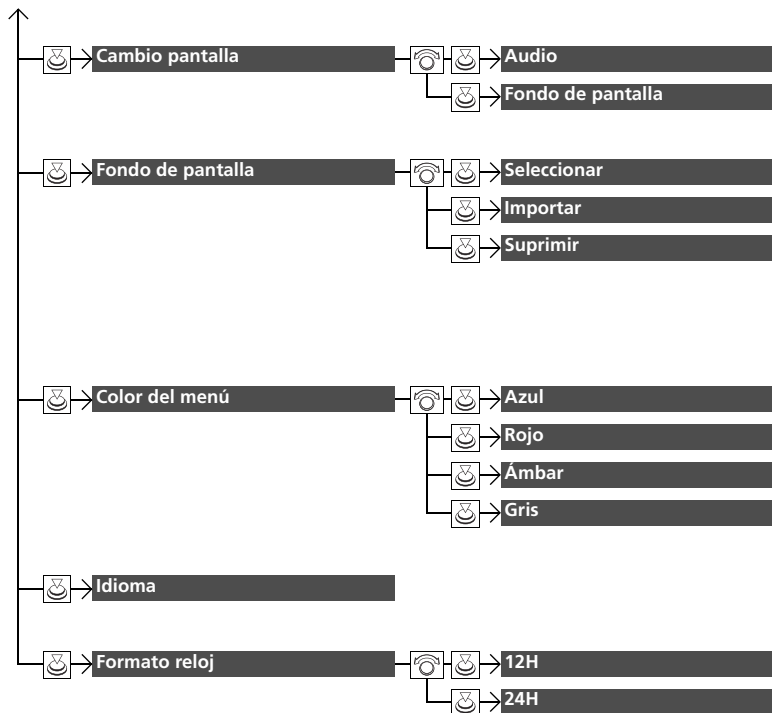 Cambio pantalla
Audio
Fondo de pantalla
Fondo de pantalla
Seleccionar
Importar
Suprimir
Color del menú
Azul
Rojo
Ámbar
Gris
Idioma
Formato reloj
12H
24H